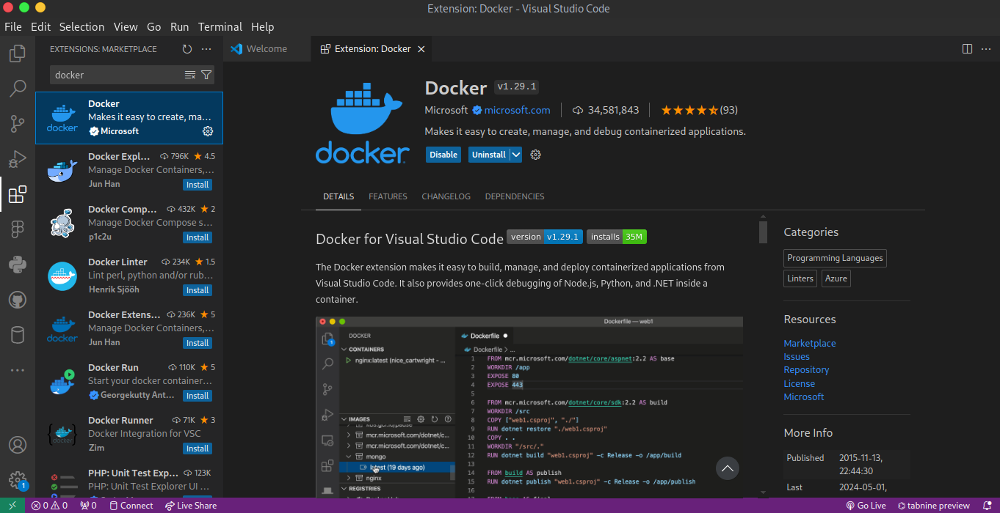 Extension: Docker - Visual Studio Code
File Edit Selection View Go Run Terminal Help
EXTENSIONS: MARKETPLACE
docker
Docker
Makes it easy to create, ma...
Microsoft
docker
Docker Expl... 796K 4.5
Manage Docker Containers,...
Jun Han
Install
Docker Comp... 432K 2
Manage Docker Compose s...
p1c2u
Install
Docker Linter 234K 1.5
Lint perl, python and/or rub...
Henrik Sjööh
Install
Docker Extens... 236K 5
Manage Docker Containers,...
Jun Han
Install
docker
Docker Run 110K 5
Start your docker container...
Georgekutty Ant...
Install
Docker Runner 71K 3
Docker Integration for VSC
Zim
Install
docker
PHP: Unit Test Exp... 123K
PHP: Unit Test Explorer UI ...
1
Welcome
Extension: Docker
docker
Docker v1.29.1
Microsoft microsoft.com 34,581,843 (93)
Makes it easy to create, manage, and debug containerized applications.
Disable Uninstall
DETAILS FEATURES CHANGELOG DEPENDENCIES
Docker for Visual Studio Code version v1.29.1 installs 35M
The Docker extension makes it easy to build, manage, and deploy containerized applications from
Visual Studio Code. It also provides one-click debugging of Node.js, Python, and .NET inside a
container.
Dockerfile — web1
1
DOCKER
CONTAINERS
nginx:latest (nice_cartwright - ...
IMAGES
mcr.microsoft.com/dotnet/c...
mcr.microsoft.com/dotnet/c...
mongo
latest (19 days ago)
nginx
REGISTRIES
Dockerfile
Dockerfile > ...
1 FROM mcr.microsoft.com/dotnet/core/aspnet:2.2 AS base
2 WORKDIR /app
3 EXPOSE 80
4 EXPOSE 443
5
6 FROM mcr.microsoft.com/dotnet/core/sdk:2.2 AS build
7 WORKDIR /src
8 COPY ["web1.csproj", "./"]
9 RUN dotnet restore "./web1.csproj"
10 COPY . .
11 WORKDIR "/src/."
12 RUN dotnet build "web1.csproj" -c Release -o /app/build
13
14 FROM build AS publish
15 RUN dotnet publish "web1.csproj" -c Release -o /app/publish
16
Categories
Programming Languages
Linters Azure
Resources
Marketplace
Issues
Repository
License
Microsoft
More Info
Published 2015-11-13,
22:44:30
Last 2024-05-01,
0 0 0 Connect Live Share Go Live tabnine preview